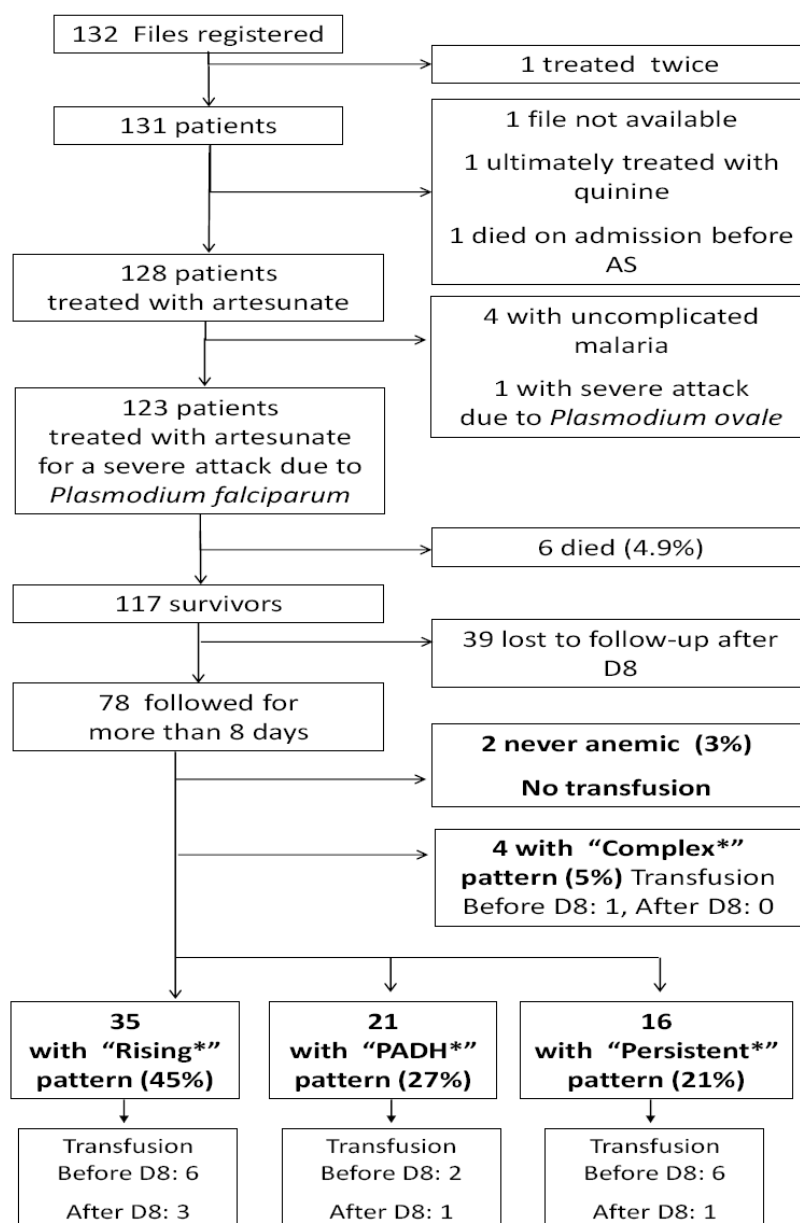 132 Files registered
1 treated twice
131 patients
1 file not available
1 ultimately treated with
quinine
1 died on admission before
AS
128 patients
treated with artesunate
4 with uncomplicated
malaria
1 with severe attack
due to Plasmodium ovale
123 patients
treated with artesunate
for a severe attack due to
Plasmodium falciparum
6 died (4.9%)
117 survivors
39 lost to follow-up after
D8
78 followed for
more than 8 days
2 never anemic (3%)
No transfusion
4 with “Complex*”
pattern (5%) Transfusion
Before D8: 1, After D8: 0
35
with “Rising*”
pattern (45%)
21
with “PADH*”
pattern (27%)
16
with “Persistent*”
pattern (21%)
Transfusion
Before D8: 6
After D8: 3
Transfusion
Before D8: 2
After D8: 1
Transfusion
Before D8: 6
After D8: 1